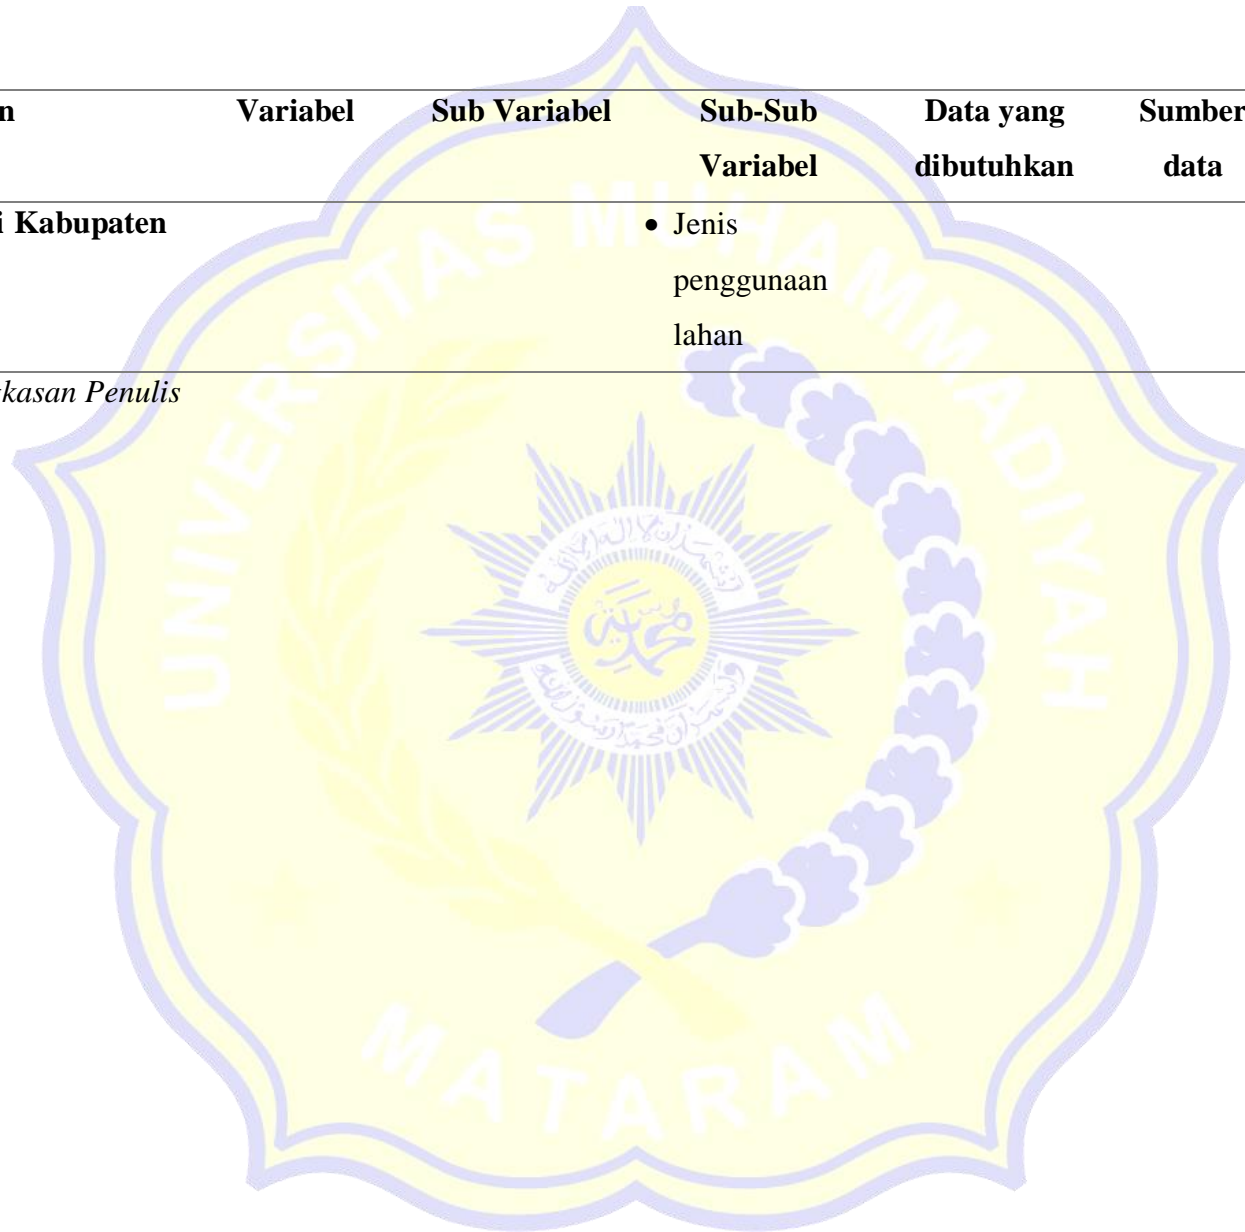 n Variabel Sub Variabel Sub-Sub Data yang Sumber
Variabel dibutuhkan data
i Kabupaten • Jenis
penggunaan
lahan
kasan Penulis
UNIVERSITAS MUHAMMADIYAH
MATARAM